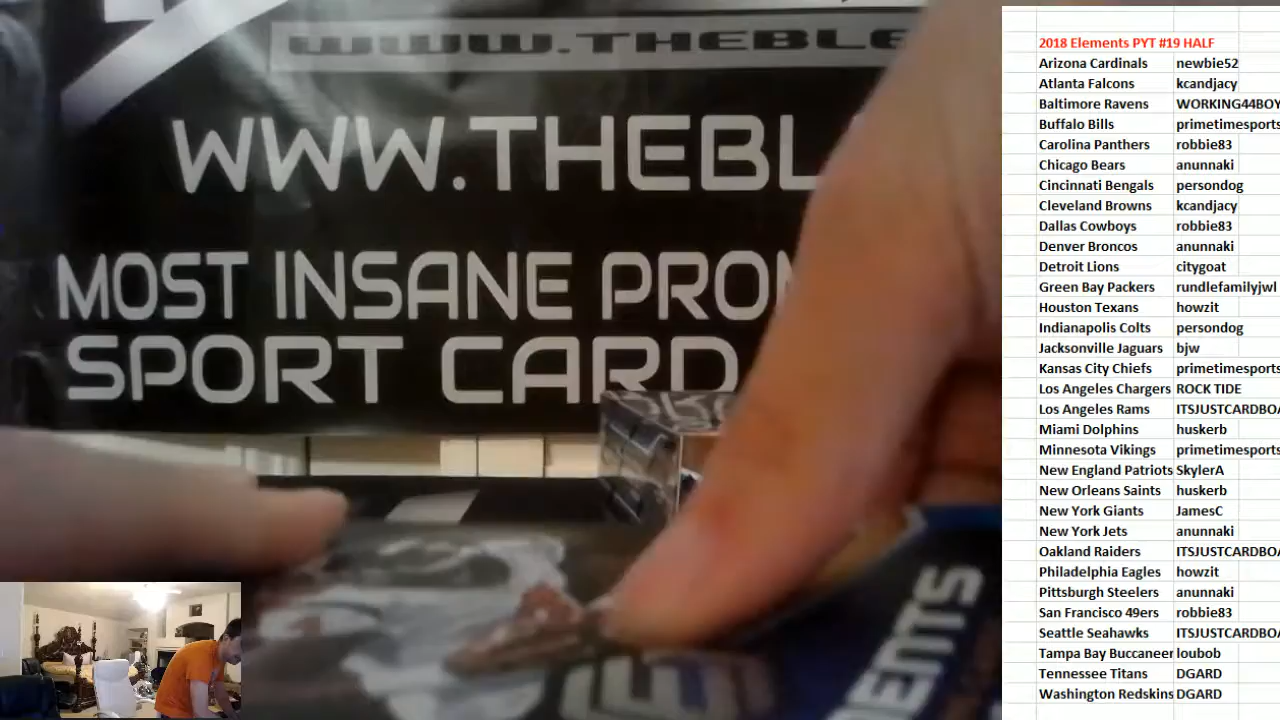 WWW.THEBLE
WWW.THEBL
MOST INSANE PROM
SPORT CARD
ENTS
2018 Elements PYT #19 HALF
Arizona Cardinals newbie52
Atlanta Falcons kcandjacy
Baltimore Ravens WORKING44BOY
Buffalo Bills primetimesports
Carolina Panthers robbie83
Chicago Bears anunnaki
Cincinnati Bengals persondog
Cleveland Browns kcandjacy
Dallas Cowboys robbie83
Denver Broncos anunnaki
Detroit Lions citygoat
Green Bay Packers rundlefamilyjwl
Houston Texans howzit
Indianapolis Colts persondog
Jacksonville Jaguars bjw
Kansas City Chiefs primetimesports
Los Angeles Chargers ROCK TIDE
Los Angeles Rams ITSJUSTCARDBOA
Miami Dolphins huskerb
Minnesota Vikings primetimesports
New England Patriots SkylerA
New Orleans Saints huskerb
New York Giants JamesC
New York Jets anunnaki
Oakland Raiders ITSJUSTCARDBOA
Philadelphia Eagles howzit
Pittsburgh Steelers anunnaki
San Francisco 49ers robbie83
Seattle Seahawks ITSJUSTCARDBOA
Tampa Bay Buccaneer loubob
Tennessee Titans DGARD
Washington Redskins DGARD